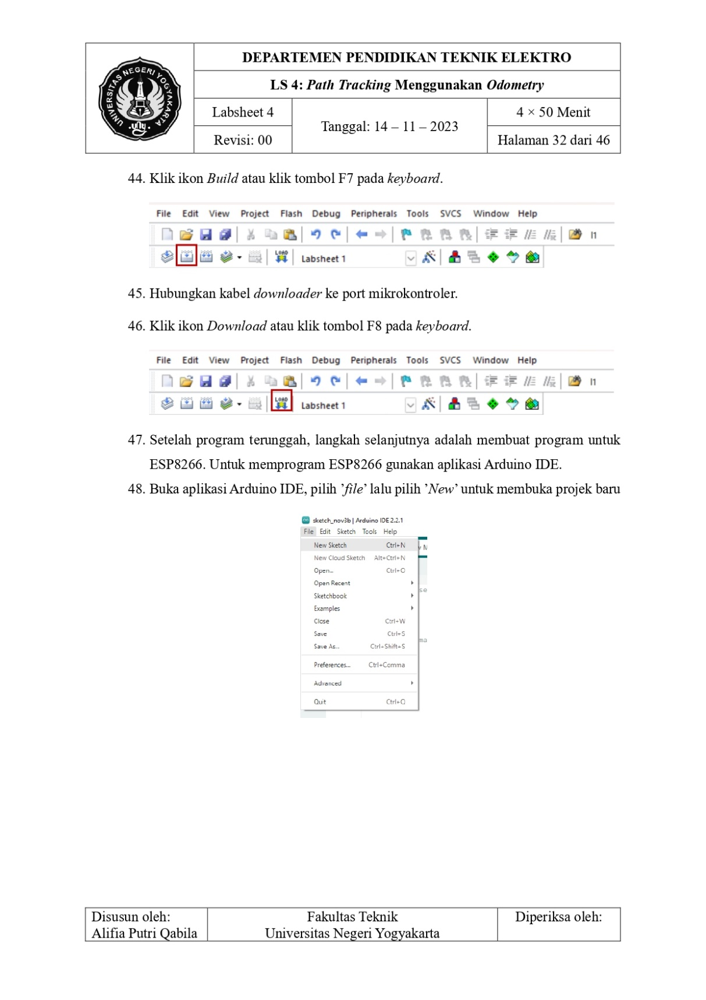 UNIVERSITAS NEGERI YOGYAKARTA
uny
DEPARTEMEN PENDIDIKAN TEKNIK ELEKTRO
LS 4: Path Tracking Menggunakan Odometry
Labsheet 4
Tanggal: 14 – 11 – 2023
4 × 50 Menit
Revisi: 00
Halaman 32 dari 46
44. Klik ikon Build atau klik tombol F7 pada keyboard.
File Edit View Project Flash Debug Peripherals Tools SVCS Window Help
I1
LOAD Labsheet 1
45. Hubungkan kabel downloader ke port mikrokontroler.
46. Klik ikon Download atau klik tombol F8 pada keyboard.
File Edit View Project Flash Debug Peripherals Tools SVCS Window Help
I1
LOAD Labsheet 1
47. Setelah program terunggah, langkah selanjutnya adalah membuat program untuk
ESP8266. Untuk memprogram ESP8266 gunakan aplikasi Arduino IDE.
48. Buka aplikasi Arduino IDE, pilih ’file’ lalu pilih ’New’ untuk membuka projek baru
sketch_nov3b | Arduino IDE 2.2.1
File Edit Sketch Tools Help
New Sketch Ctrl+N
New Cloud Sketch Alt+Ctrl+N
Open... Ctrl+O
Open Recent
Sketchbook
se
Examples
Close Ctrl+W
Save Ctrl+S
ma
Save As... Ctrl+Shift+S
Preferences... Ctrl+Comma
Advanced
Quit Ctrl+Q
Disusun oleh:
Alifia Putri Qabila
Fakultas Teknik
Universitas Negeri Yogyakarta
Diperiksa oleh: